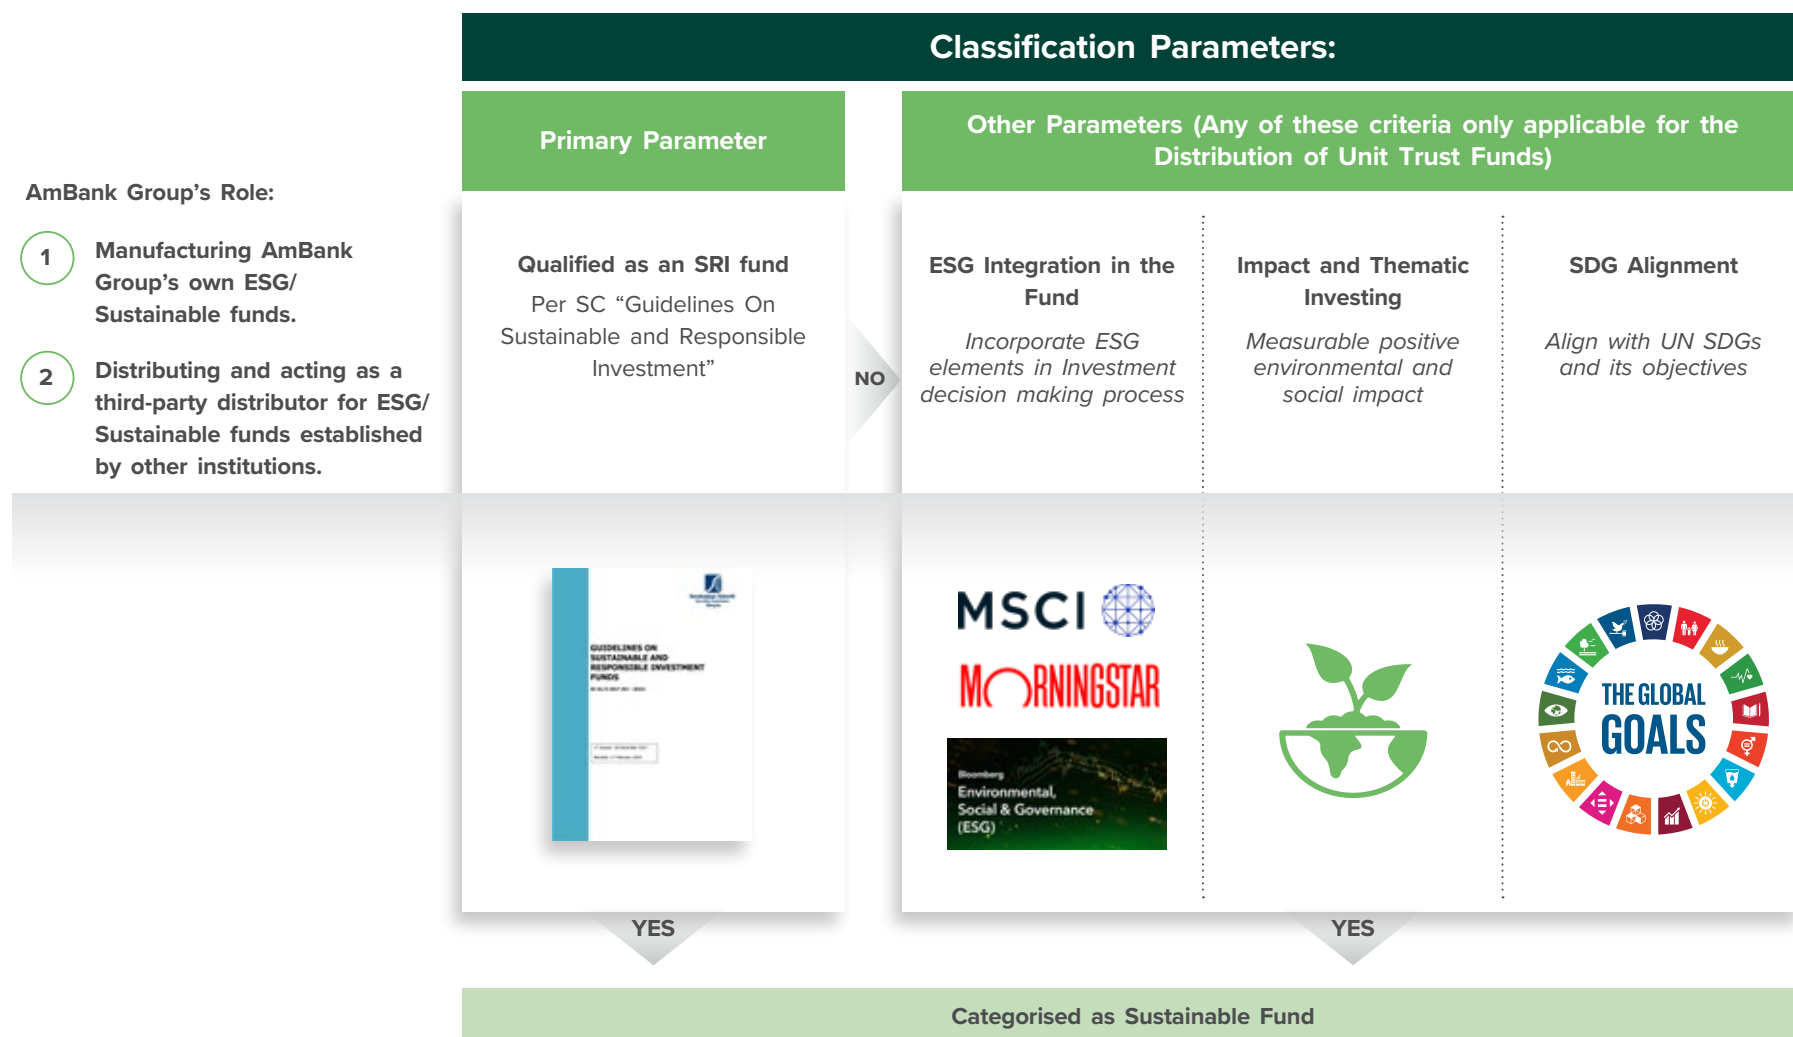 Classification Parameters:
Primary Parameter
Other Parameters (Any of these criteria only applicable for the
Distribution of Unit Trust Funds)
AmBank Group’s Role:
1
Manufacturing AmBank
Group’s own ESG/
Sustainable funds.
2
Distributing and acting as a
third-party distributor for ESG/
Sustainable funds established
by other institutions.
Qualified as an SRI fund
Per SC “Guidelines On
Sustainable and Responsible
Investment”
NO
ESG Integration in the
Fund
Incorporate ESG
elements in Investment
decision making process
Impact and Thematic
Investing
Measurable positive
environmental and
social impact
SDG Alignment
Align with UN SDGs
and its objectives
GUIDELINES ON
SUSTAINABLE AND
RESPONSIBLE INVESTMENT
FUNDS
MSCI
MORNINGSTAR
Bloomberg
Environmental,
Social & Governance
(ESG)
THE GLOBAL
GOALS
YES
YES
Categorised as Sustainable Fund